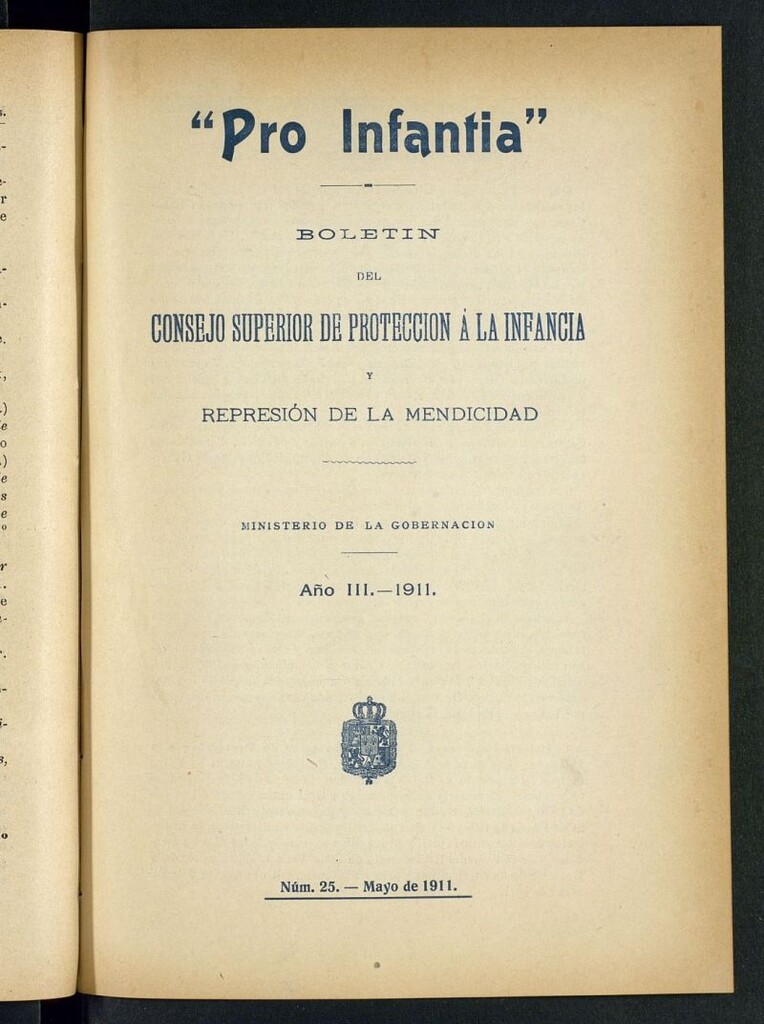 “Pro Infantia”
BOLETIN
DEL
CONSEJO SUPERIOR DE PROTECCION Á LA INFANCIA
Y
REPRESIÓN DE LA MENDICIDAD
MINISTERIO DE LA GOBERNACION
Año III.—1911.
Núm. 25. — Mayo de 1911.